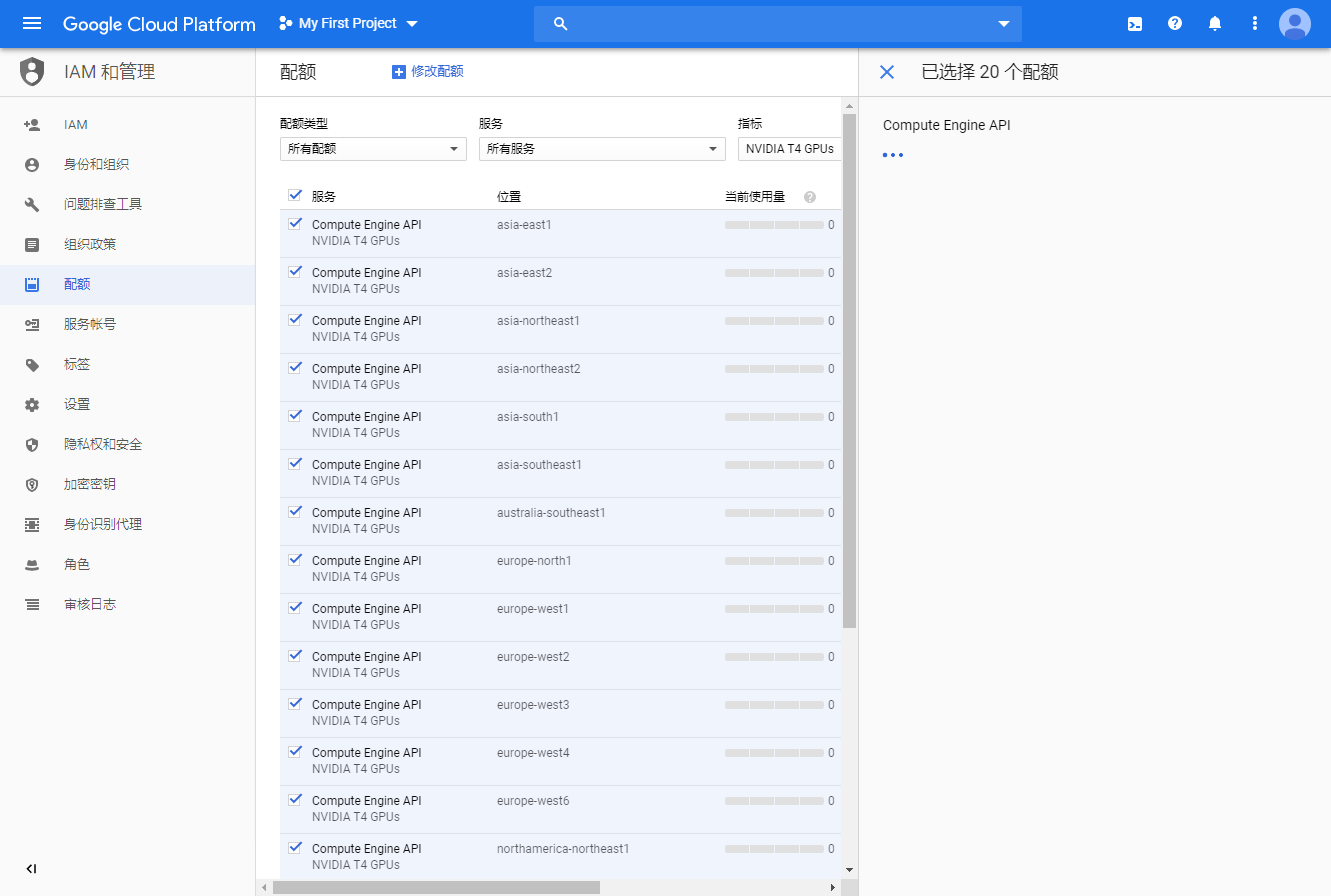 Google Cloud Platform
My First Project
IAM 和管理
配额
修改配额
已选择 20 个配额
IAM
身份和组织
问题排查工具
组织政策
配额
服务帐号
标签
设置
隐私权和安全
加密密钥
身份识别代理
角色
审核日志
配额类型 服务 指标
所有配额 所有服务 NVIDIA T4 GPUs
服务 位置 当前使用量
Compute Engine API asia-east1 0
NVIDIA T4 GPUs
Compute Engine API asia-east2 0
NVIDIA T4 GPUs
Compute Engine API asia-northeast1 0
NVIDIA T4 GPUs
Compute Engine API asia-northeast2 0
NVIDIA T4 GPUs
Compute Engine API asia-south1 0
NVIDIA T4 GPUs
Compute Engine API asia-southeast1 0
NVIDIA T4 GPUs
Compute Engine API australia-southeast1 0
NVIDIA T4 GPUs
Compute Engine API europe-north1 0
NVIDIA T4 GPUs
Compute Engine API europe-west1 0
NVIDIA T4 GPUs
Compute Engine API europe-west2 0
NVIDIA T4 GPUs
Compute Engine API europe-west3 0
NVIDIA T4 GPUs
Compute Engine API europe-west4 0
NVIDIA T4 GPUs
Compute Engine API europe-west6 0
NVIDIA T4 GPUs
Compute Engine API northamerica-northeast1 0
NVIDIA T4 GPUs
Compute Engine API